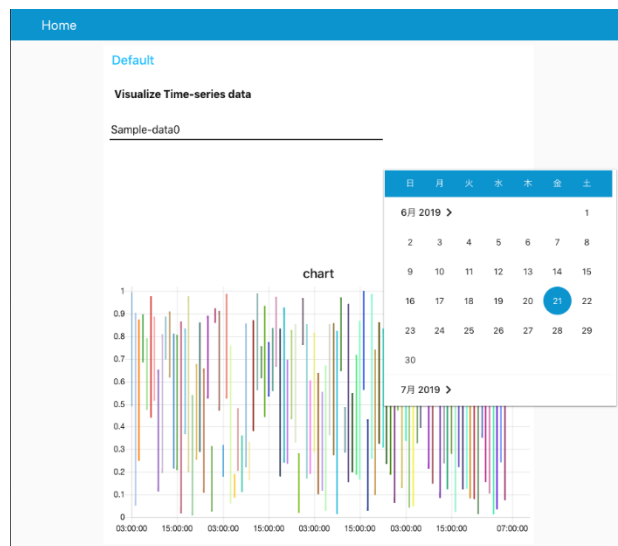 Home
Default
Visualize Time-series data
Sample-data0
日 月 火 水 木 金 土
6月 2019
1
2 3 4 5 6 7 8
9 10 11 12 13 14 15
16 17 18 19 20 21 22
23 24 25 26 27 28 29
30
7月 2019
chart
1
0.9
0.8
0.7
0.6
0.5
0.4
0.3
0.2
0.1
0
03:00:00 15:00:00 03:00:00 15:00:00 03:00:00 15:00:00 03:00:00 15:00:00 07:00:00